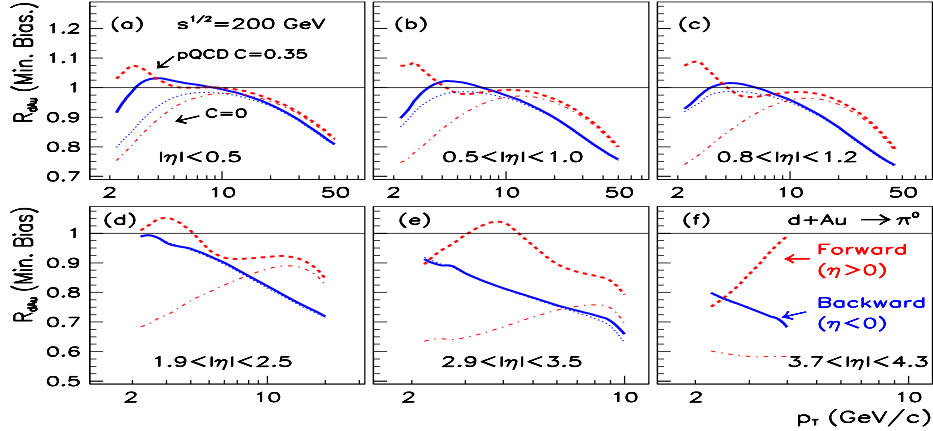 (a) s^1/2=200 GeV
pQCD C=0.35
C=0
|η|<0.5
(b)
0.5<|η|<1.0
(c)
0.8<|η|<1.2
R_dAu (Min. Bias.)
1.2
1.1
1
0.9
0.8
0.7
2 10 50
2 10 50
2 10 50
(d)
1.9<|η|<2.5
(e)
2.9<|η|<3.5
(f) d+Au → π⁰
Forward
(η>0)
Backward
(η<0)
3.7<|η|<4.3
R_dAu (Min. Bias.)
1
0.9
0.8
0.7
0.6
0.5
2 10
2 10
2 10
p_T (GeV/c)